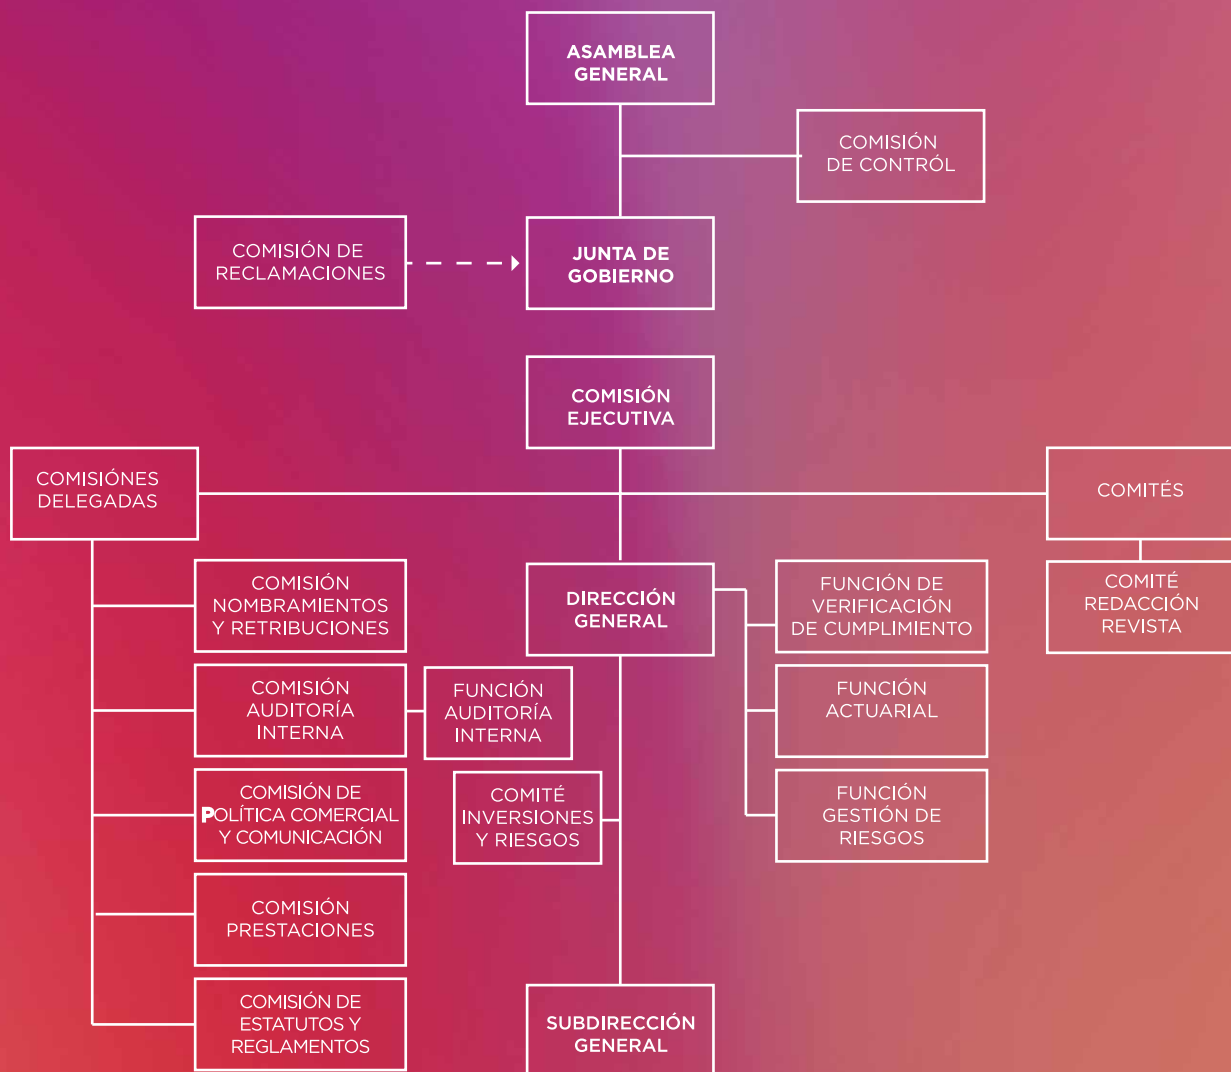 ASAMBLEA
GENERAL
COMISIÓN
DE CONTRÓL
COMISIÓN DE
RECLAMACIONES
JUNTA DE
GOBIERNO
COMISIÓN
EJECUTIVA
COMISIÓNES
DELEGADAS
COMITÉS
COMISIÓN
NOMBRAMIENTOS
Y RETRIBUCIONES
DIRECCIÓN
GENERAL
FUNCIÓN DE
VERIFICACIÓN
DE CUMPLIMIENTO
COMITÉ
REDACCIÓN
REVISTA
COMISIÓN
AUDITORÍA
INTERNA
FUNCIÓN
AUDITORÍA
INTERNA
FUNCIÓN
ACTUARIAL
COMISIÓN DE
POLÍTICA COMERCIAL
Y COMUNICACIÓN
COMITÉ
INVERSIONES
Y RIESGOS
FUNCIÓN
GESTIÓN DE
RIESGOS
COMISIÓN
PRESTACIONES
COMISIÓN DE
ESTATUTOS Y
REGLAMENTOS
SUBDIRECCIÓN
GENERAL